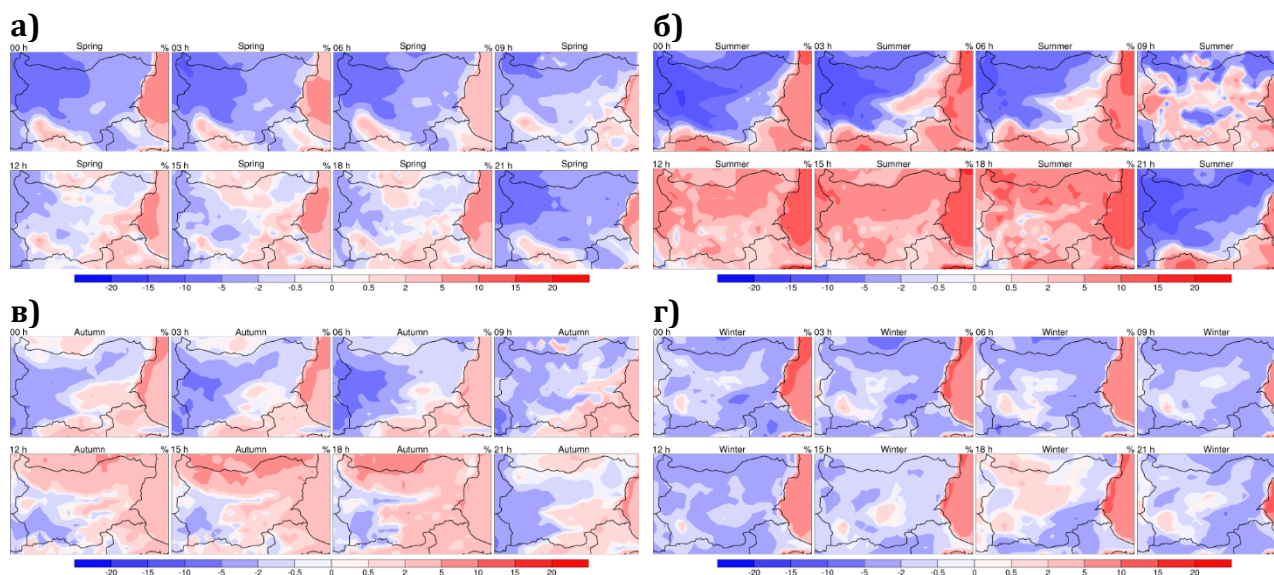 а)
00 h Spring % 03 h Spring % 06 h Spring % 09 h Spring
12 h Spring % 15 h Spring % 18 h Spring % 21 h Spring
-20 -15 -10 -5 -2 -0.5 0 0.5 2 5 10 15 20
б)
00 h Summer % 03 h Summer % 06 h Summer % 09 h Summer
12 h Summer % 15 h Summer % 18 h Summer % 21 h Summer
-20 -15 -10 -5 -2 -0.5 0 0.5 2 5 10 15 20
в)
00 h Autumn % 03 h Autumn % 06 h Autumn % 09 h Autumn
12 h Autumn % 15 h Autumn % 18 h Autumn % 21 h Autumn
-20 -15 -10 -5 -2 -0.5 0 0.5 2 5 10 15 20
г)
00 h Winter % 03 h Winter % 06 h Winter % 09 h Winter
12 h Winter % 15 h Winter % 18 h Winter % 21 h Winter
-20 -15 -10 -5 -2 -0.5 0 0.5 2 5 10 15 20